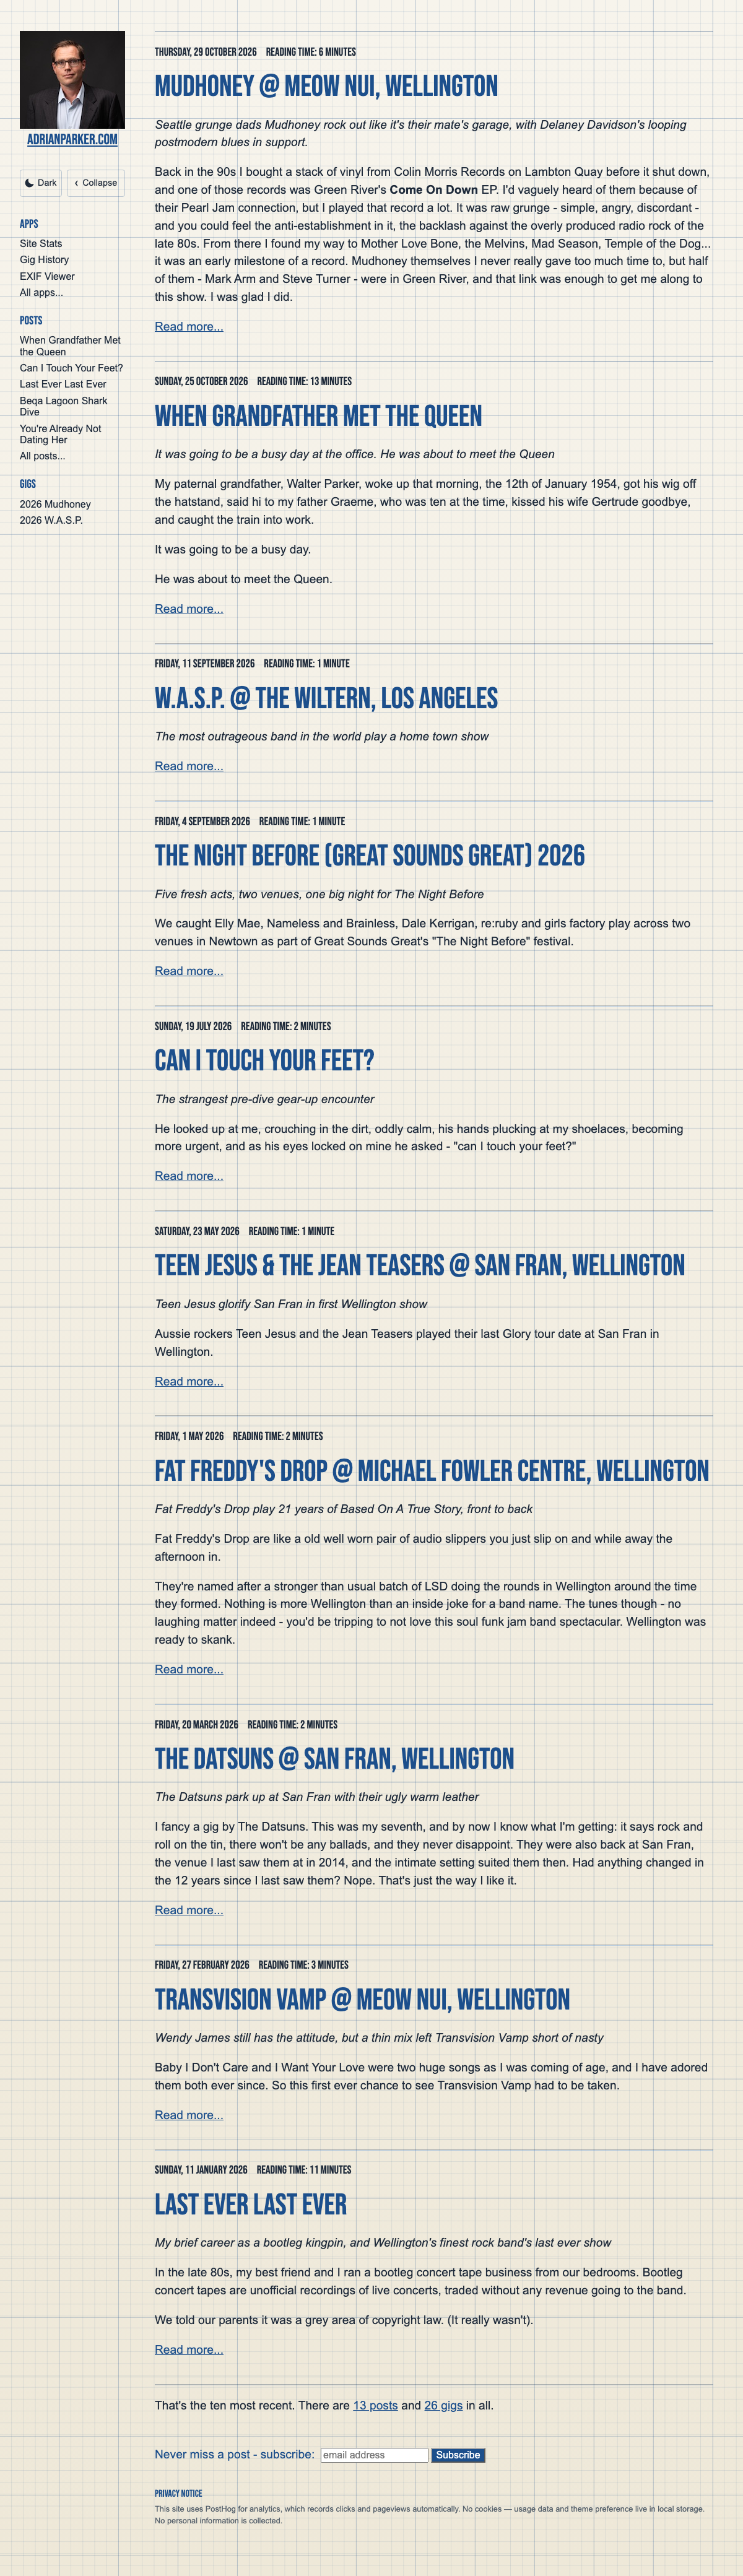 ADRIANPARKER.COM
Dark
‹ Collapse
APPS
Site Stats
Gig History
EXIF Viewer
All apps...
POSTS
When Grandfather Met
the Queen
Can I Touch Your Feet?
Last Ever Last Ever
Beqa Lagoon Shark
Dive
You're Already Not
Dating Her
All posts...
GIGS
2026 Mudhoney
2026 W.A.S.P.
THURSDAY, 29 OCTOBER 2026 READING TIME: 6 MINUTES
MUDHONEY @ MEOW NUI, WELLINGTON
Seattle grunge dads Mudhoney rock out like it's their mate's garage, with Delaney Davidson's looping
postmodern blues in support.
Back in the 90s I bought a stack of vinyl from Colin Morris Records on Lambton Quay before it shut down,
and one of those records was Green River's Come On Down EP. I'd vaguely heard of them because of
their Pearl Jam connection, but I played that record a lot. It was raw grunge - simple, angry, discordant -
and you could feel the anti-establishment in it, the backlash against the overly produced radio rock of the
late 80s. From there I found my way to Mother Love Bone, the Melvins, Mad Season, Temple of the Dog...
it was an early milestone of a record. Mudhoney themselves I never really gave too much time to, but half
of them - Mark Arm and Steve Turner - were in Green River, and that link was enough to get me along to
this show. I was glad I did.
Read more...
SUNDAY, 25 OCTOBER 2026 READING TIME: 13 MINUTES
WHEN GRANDFATHER MET THE QUEEN
It was going to be a busy day at the office. He was about to meet the Queen
My paternal grandfather, Walter Parker, woke up that morning, the 12th of January 1954, got his wig off
the hatstand, said hi to my father Graeme, who was ten at the time, kissed his wife Gertrude goodbye,
and caught the train into work.
It was going to be a busy day.
He was about to meet the Queen.
Read more...
FRIDAY, 11 SEPTEMBER 2026 READING TIME: 1 MINUTE
W.A.S.P. @ THE WILTERN, LOS ANGELES
The most outrageous band in the world play a home town show
Read more...
FRIDAY, 4 SEPTEMBER 2026 READING TIME: 1 MINUTE
THE NIGHT BEFORE (GREAT SOUNDS GREAT) 2026
Five fresh acts, two venues, one big night for The Night Before
We caught Elly Mae, Nameless and Brainless, Dale Kerrigan, re:ruby and girls factory play across two
venues in Newtown as part of Great Sounds Great's "The Night Before" festival.
Read more...
SUNDAY, 19 JULY 2026 READING TIME: 2 MINUTES
CAN I TOUCH YOUR FEET?
The strangest pre-dive gear-up encounter
He looked up at me, crouching in the dirt, oddly calm, his hands plucking at my shoelaces, becoming
more urgent, and as his eyes locked on mine he asked - "can I touch your feet?"
Read more...
SATURDAY, 23 MAY 2026 READING TIME: 1 MINUTE
TEEN JESUS & THE JEAN TEASERS @ SAN FRAN, WELLINGTON
Teen Jesus glorify San Fran in first Wellington show
Aussie rockers Teen Jesus and the Jean Teasers played their last Glory tour date at San Fran in
Wellington.
Read more...
FRIDAY, 1 MAY 2026 READING TIME: 2 MINUTES
FAT FREDDY'S DROP @ MICHAEL FOWLER CENTRE, WELLINGTON
Fat Freddy's Drop play 21 years of Based On A True Story, front to back
Fat Freddy's Drop are like a old well worn pair of audio slippers you just slip on and while away the
afternoon in.
They're named after a stronger than usual batch of LSD doing the rounds in Wellington around the time
they formed. Nothing is more Wellington than an inside joke for a band name. The tunes though - no
laughing matter indeed - you'd be tripping to not love this soul funk jam band spectacular. Wellington was
ready to skank.
Read more...
FRIDAY, 20 MARCH 2026 READING TIME: 2 MINUTES
THE DATSUNS @ SAN FRAN, WELLINGTON
The Datsuns park up at San Fran with their ugly warm leather
I fancy a gig by The Datsuns. This was my seventh, and by now I know what I'm getting: it says rock and
roll on the tin, there won't be any ballads, and they never disappoint. They were also back at San Fran,
the venue I last saw them at in 2014, and the intimate setting suited them then. Had anything changed in
the 12 years since I last saw them? Nope. That's just the way I like it.
Read more...
FRIDAY, 27 FEBRUARY 2026 READING TIME: 3 MINUTES
TRANSVISION VAMP @ MEOW NUI, WELLINGTON
Wendy James still has the attitude, but a thin mix left Transvision Vamp short of nasty
Baby I Don't Care and I Want Your Love were two huge songs as I was coming of age, and I have adored
them both ever since. So this first ever chance to see Transvision Vamp had to be taken.
Read more...
SUNDAY, 11 JANUARY 2026 READING TIME: 11 MINUTES
LAST EVER LAST EVER
My brief career as a bootleg kingpin, and Wellington's finest rock band's last ever show
In the late 80s, my best friend and I ran a bootleg concert tape business from our bedrooms. Bootleg
concert tapes are unofficial recordings of live concerts, traded without any revenue going to the band.
We told our parents it was a grey area of copyright law. (It really wasn't).
Read more...
That's the ten most recent. There are 13 posts and 26 gigs in all.
Never miss a post - subscribe: email address Subscribe
PRIVACY NOTICE
This site uses PostHog for analytics, which records clicks and pageviews automatically. No cookies — usage data and theme preference live in local storage.
No personal information is collected.